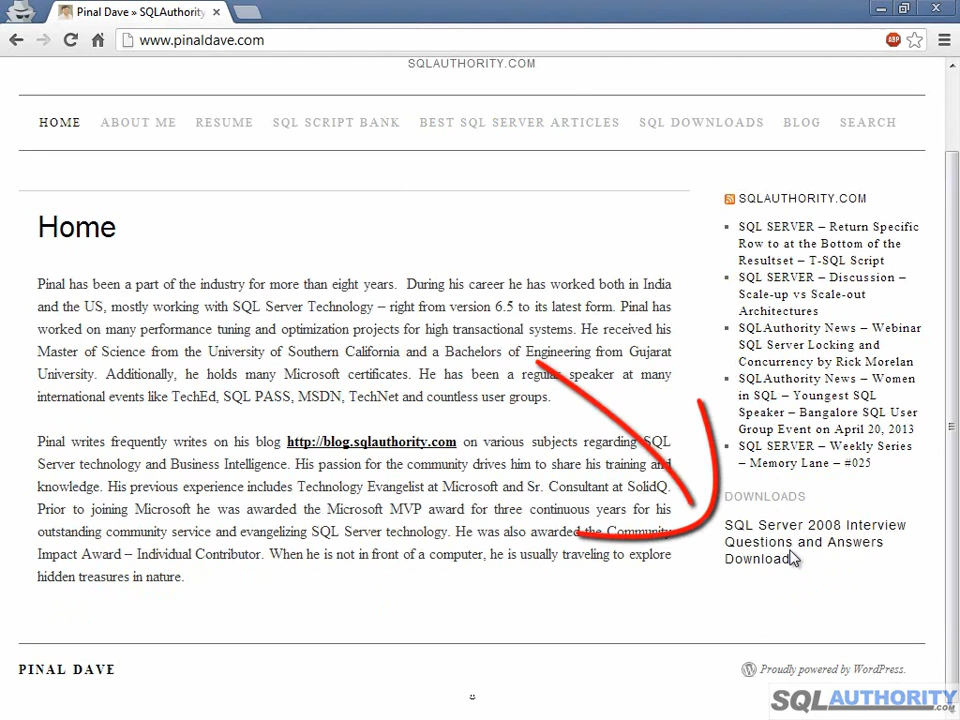 Pinal Dave » SQLAuthority
www.pinaldave.com
ABP
SQLAUTHORITY.COM
HOME ABOUT ME RESUME SQL SCRIPT BANK BEST SQL SERVER ARTICLES SQL DOWNLOADS BLOG SEARCH
Home
Pinal has been a part of the industry for more than eight years. During his career he has worked both in India
and the US, mostly working with SQL Server Technology – right from version 6.5 to its latest form. Pinal has
worked on many performance tuning and optimization projects for high transactional systems. He received his
Master of Science from the University of Southern California and a Bachelors of Engineering from Gujarat
University. Additionally, he holds many Microsoft certificates. He has been a regular speaker at many
international events like TechEd, SQL PASS, MSDN, TechNet and countless user groups.
Pinal writes frequently writes on his blog http://blog.sqlauthority.com on various subjects regarding SQL
Server technology and Business Intelligence. His passion for the community drives him to share his training and
knowledge. His previous experience includes Technology Evangelist at Microsoft and Sr. Consultant at SolidQ.
Prior to joining Microsoft he was awarded the Microsoft MVP award for three continuous years for his
outstanding community service and evangelizing SQL Server technology. He was also awarded the Community
Impact Award – Individual Contributor. When he is not in front of a computer, he is usually traveling to explore
hidden treasures in nature.
SQLAUTHORITY.COM
SQL SERVER – Return Specific
Row to at the Bottom of the
Resultset – T-SQL Script
SQL SERVER – Discussion –
Scale-up vs Scale-out
Architectures
SQLAuthority News – Webinar
SQL Server Locking and
Concurrency by Rick Morelan
SQLAuthority News – Women
in SQL – Youngest SQL
Speaker – Bangalore SQL User
Group Event on April 20, 2013
SQL SERVER – Weekly Series
– Memory Lane – #025
DOWNLOADS
SQL Server 2008 Interview
Questions and Answers
Download
PINAL DAVE
Proudly powered by WordPress.
SQLAUTHORITY.COM